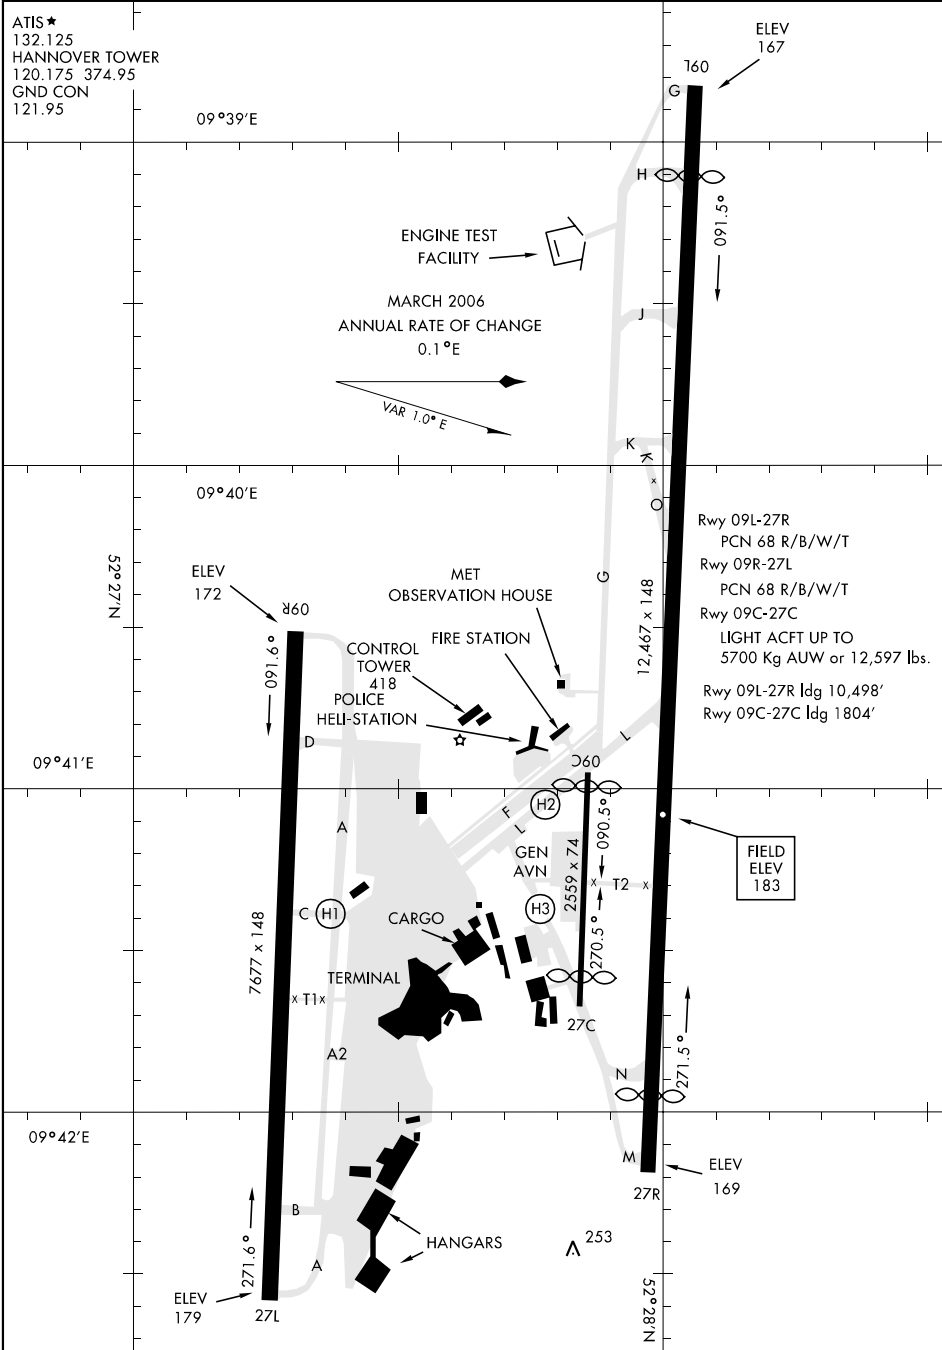 ATIS ★
132.125
HANNOVER TOWER
120.175 374.95
GND CON
121.95
ELEV
167
09L
G
09°39'E
H
091.5°
ENGINE TEST
FACILITY
MARCH 2006
ANNUAL RATE OF CHANGE
0.1°E
J
VAR 1.0° E
K
K
x
O
09°40'E
Rwy 09L-27R
PCN 68 R/B/W/T
Rwy 09R-27L
PCN 68 R/B/W/T
Rwy 09C-27C
LIGHT ACFT UP TO
5700 Kg AUW or 12,597 lbs.
Rwy 09L-27R ldg 10,498'
Rwy 09C-27C ldg 1804'
52°27'N
ELEV
172
09R
091.6°
MET
OBSERVATION HOUSE
G
12,467 x 148
FIRE STATION
CONTROL
TOWER
418
POLICE
HELI-STATION
D
L
09C
09°41'E
H2
F
L
A
GEN
AVN
2559 x 74
090.5°
x T2 x
FIELD
ELEV
183
C
H1
H3
CARGO
270.5°
7677 x 148
TERMINAL
x T1 x
27C
A2
N
271.5°
09°42'E
M
27R
ELEV
169
B
HANGARS
253
271.6°
A
ELEV
179
27L
52°28'N